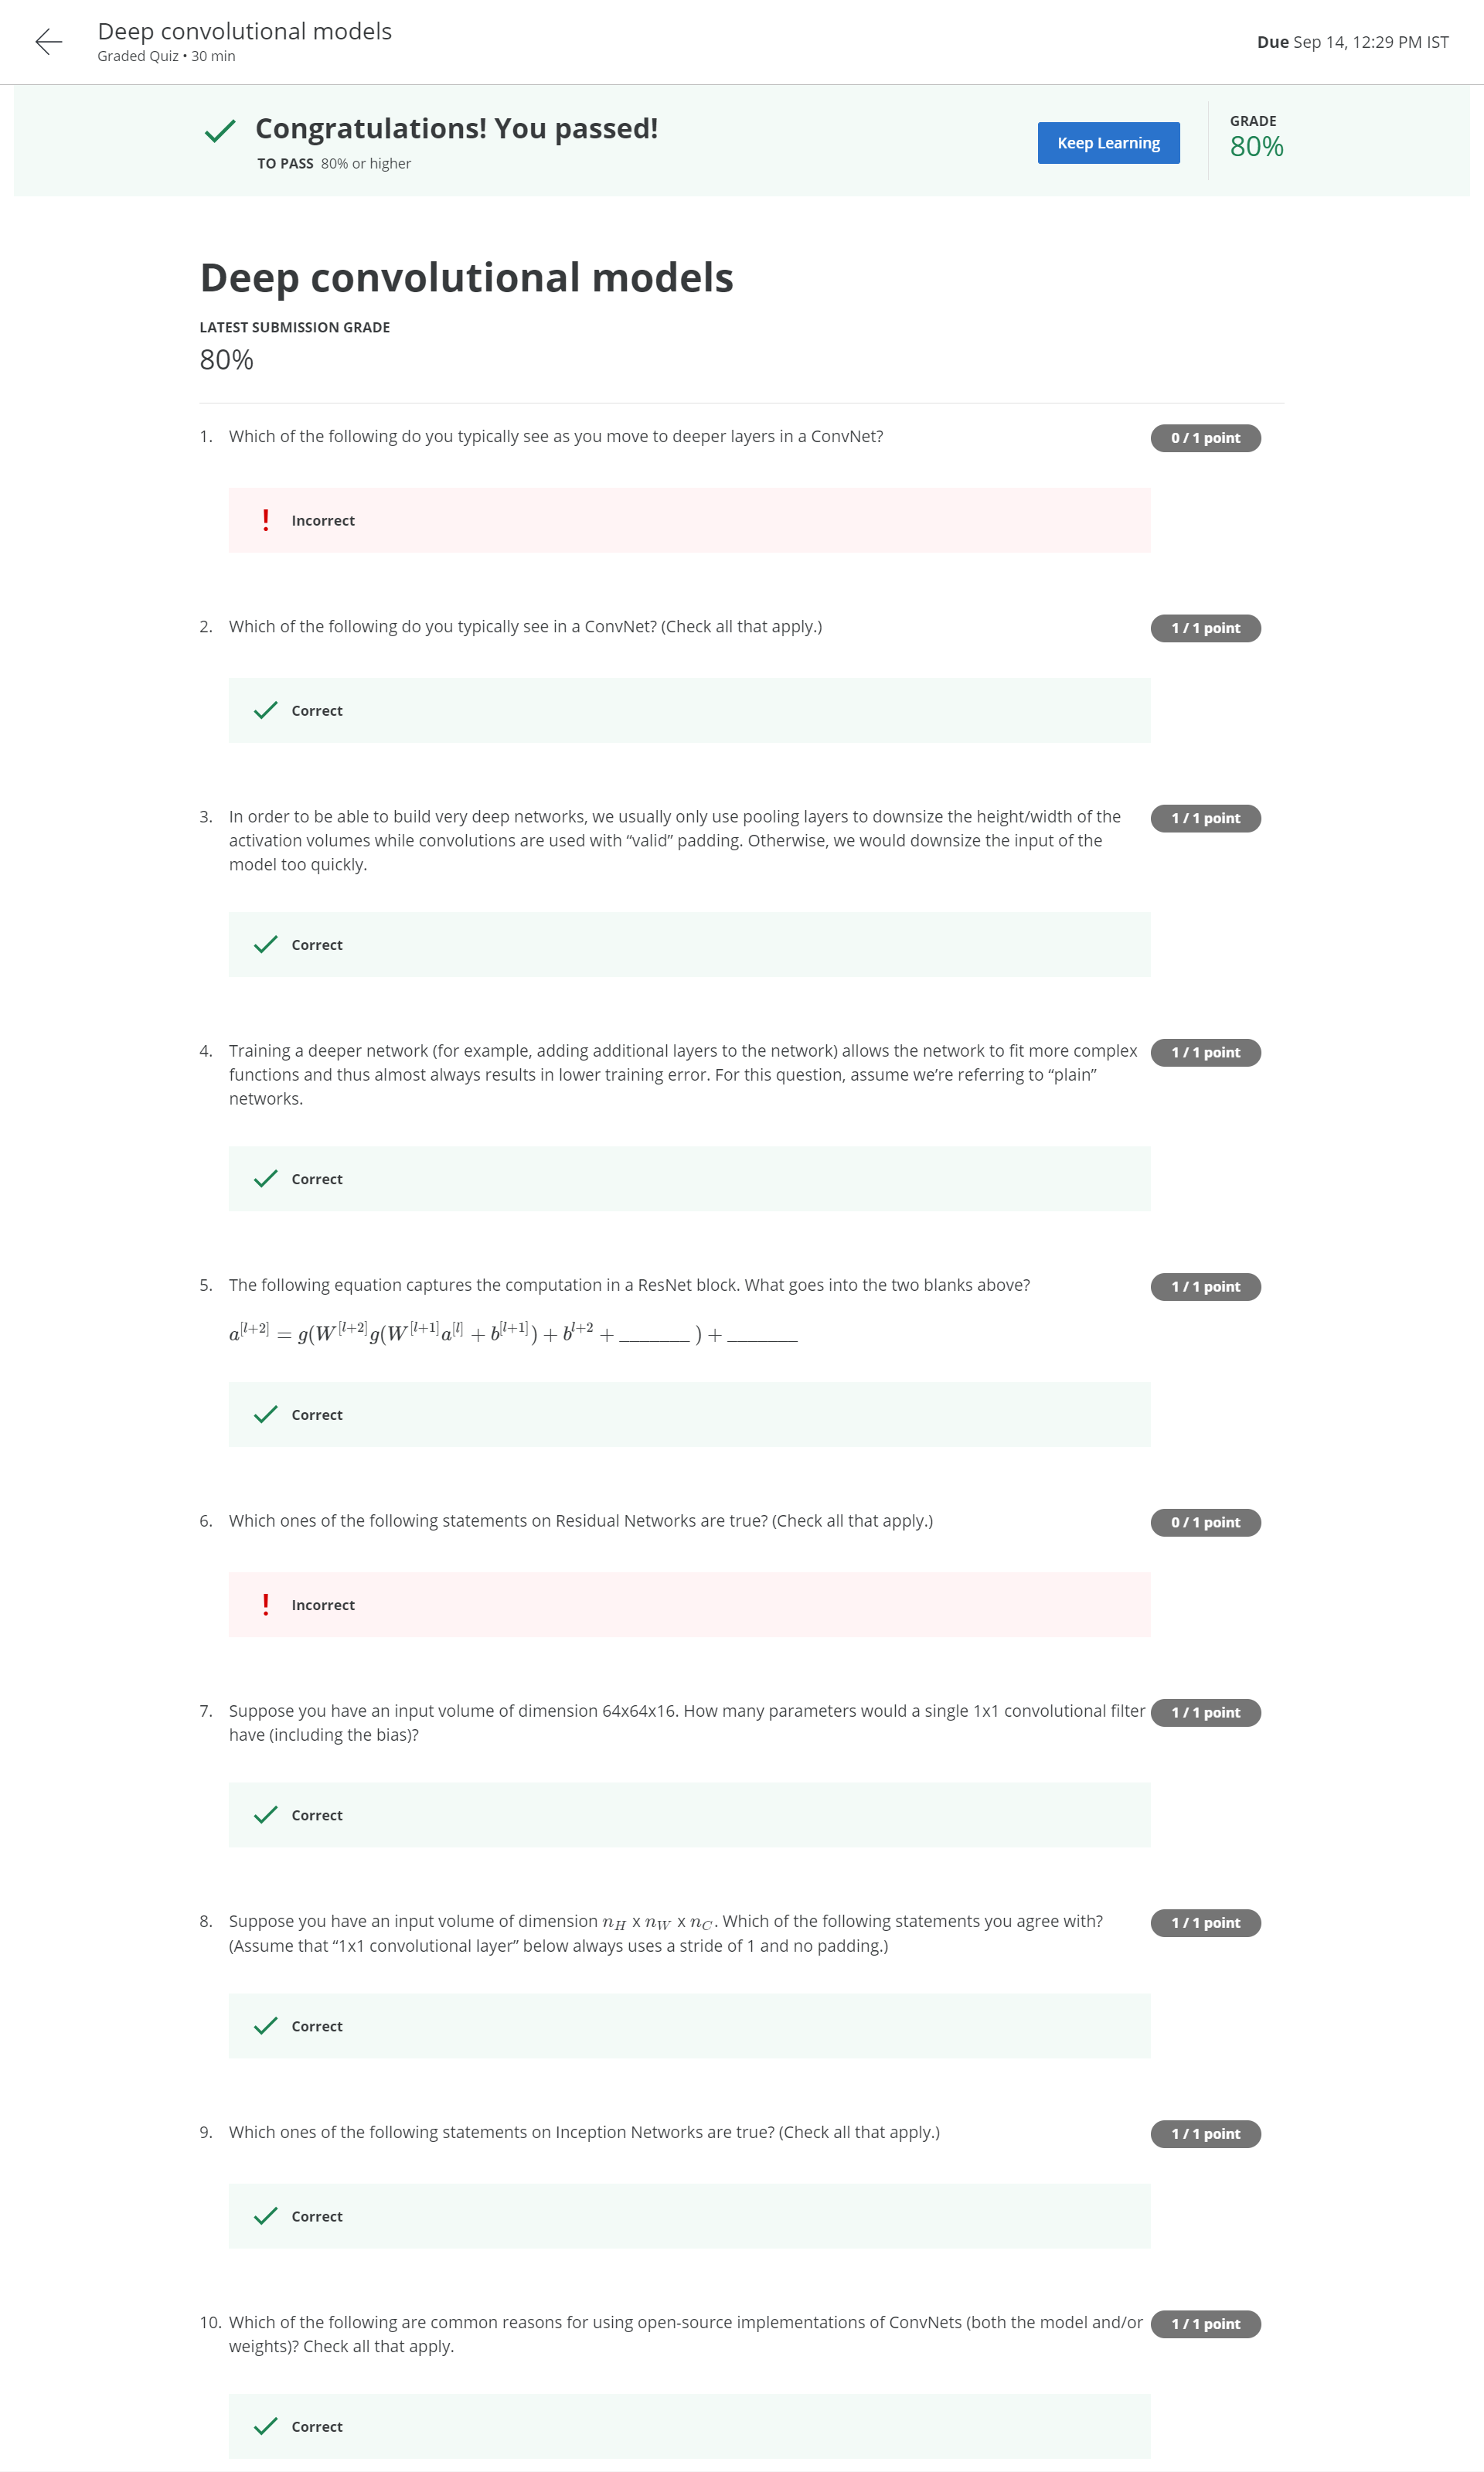 Deep convolutional models
Graded Quiz • 30 min
Due Sep 14, 12:29 PM IST
Congratulations! You passed!
TO PASS 80% or higher
Keep Learning
GRADE
80%
Deep convolutional models
LATEST SUBMISSION GRADE
80%
1. Which of the following do you typically see as you move to deeper layers in a ConvNet?
0 / 1 point
Incorrect
2. Which of the following do you typically see in a ConvNet? (Check all that apply.)
1 / 1 point
Correct
3. In order to be able to build very deep networks, we usually only use pooling layers to downsize the height/width of the
activation volumes while convolutions are used with “valid” padding. Otherwise, we would downsize the input of the
model too quickly.
1 / 1 point
Correct
4. Training a deeper network (for example, adding additional layers to the network) allows the network to fit more complex
functions and thus almost always results in lower training error. For this question, assume we’re referring to “plain”
networks.
1 / 1 point
Correct
5. The following equation captures the computation in a ResNet block. What goes into the two blanks above?
1 / 1 point
a^[l+2] = g(W^[l+2] g(W^[l+1] a^[l] + b^[l+1]) + b^l+2 + _______ ) + _______
Correct
6. Which ones of the following statements on Residual Networks are true? (Check all that apply.)
0 / 1 point
Incorrect
7. Suppose you have an input volume of dimension 64x64x16. How many parameters would a single 1x1 convolutional filter
have (including the bias)?
1 / 1 point
Correct
8. Suppose you have an input volume of dimension n_H x n_W x n_C. Which of the following statements you agree with?
(Assume that “1x1 convolutional layer” below always uses a stride of 1 and no padding.)
1 / 1 point
Correct
9. Which ones of the following statements on Inception Networks are true? (Check all that apply.)
1 / 1 point
Correct
10. Which of the following are common reasons for using open-source implementations of ConvNets (both the model and/or
weights)? Check all that apply.
1 / 1 point
Correct